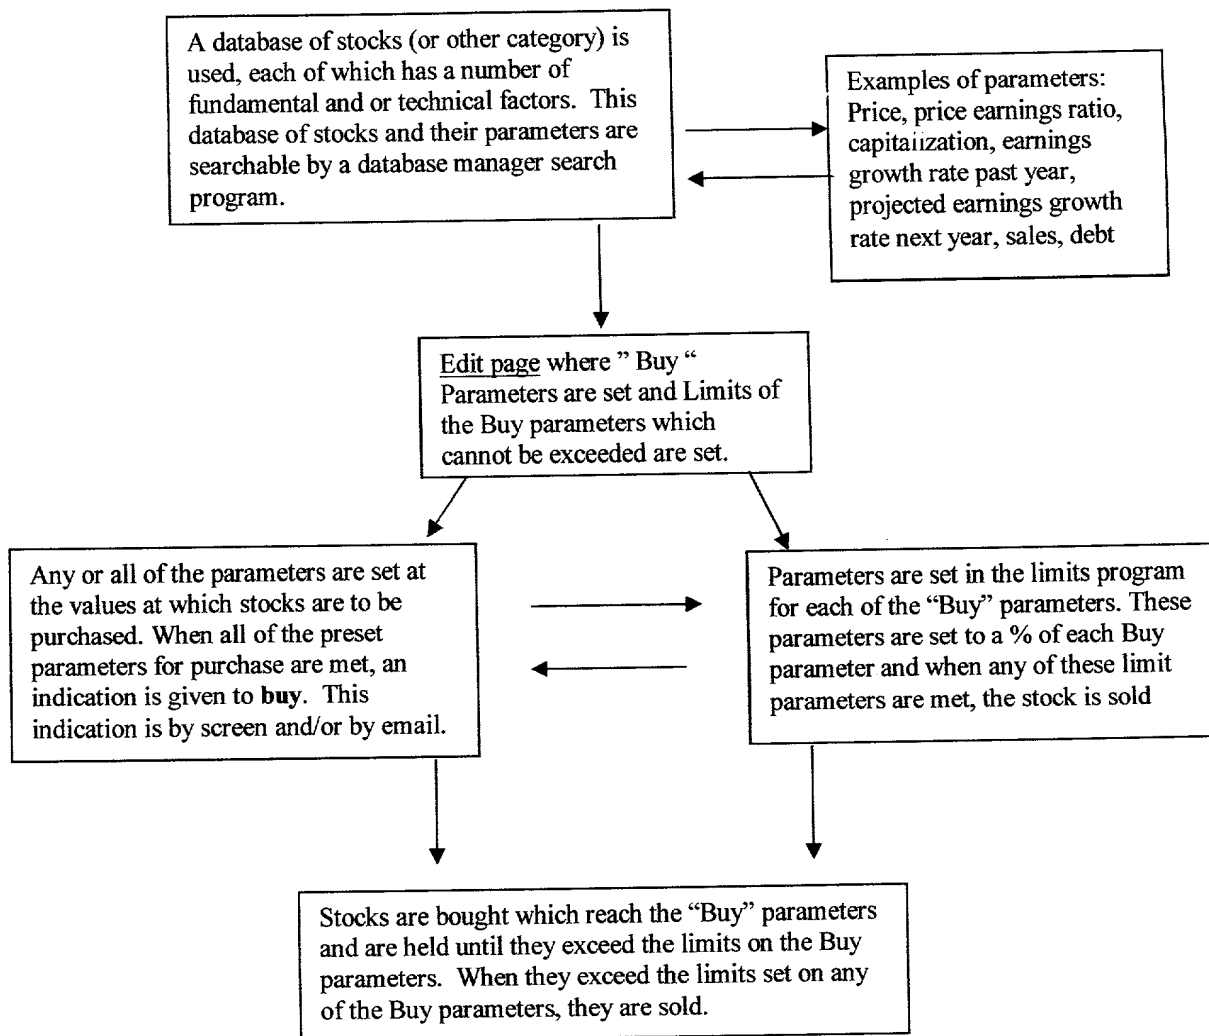 A database of stocks (or other category) is
used, each of which has a number of
fundamental and or technical factors.  This
database of stocks and their parameters are
searchable by a database manager search
program.
Examples of parameters:
Price, price earnings ratio,
capitalization, earnings
growth rate past year,
projected earnings growth
rate next year, sales, debt
Edit page where ” Buy “
Parameters are set and Limits of
the Buy parameters which
cannot be exceeded are set.
Any or all of the parameters are set at
the values at which stocks are to be
purchased. When all of the preset
parameters for purchase are met, an
indication is given to buy.  This
indication is by screen and/or by email.
Parameters are set in the limits program
for each of the “Buy” parameters. These
parameters are set to a % of each Buy
parameter and when any of these limit
parameters are met, the stock is sold
Stocks are bought which reach the “Buy” parameters
and are held until they exceed the limits on the Buy
parameters.  When they exceed the limits set on any
of the Buy parameters, they are sold.